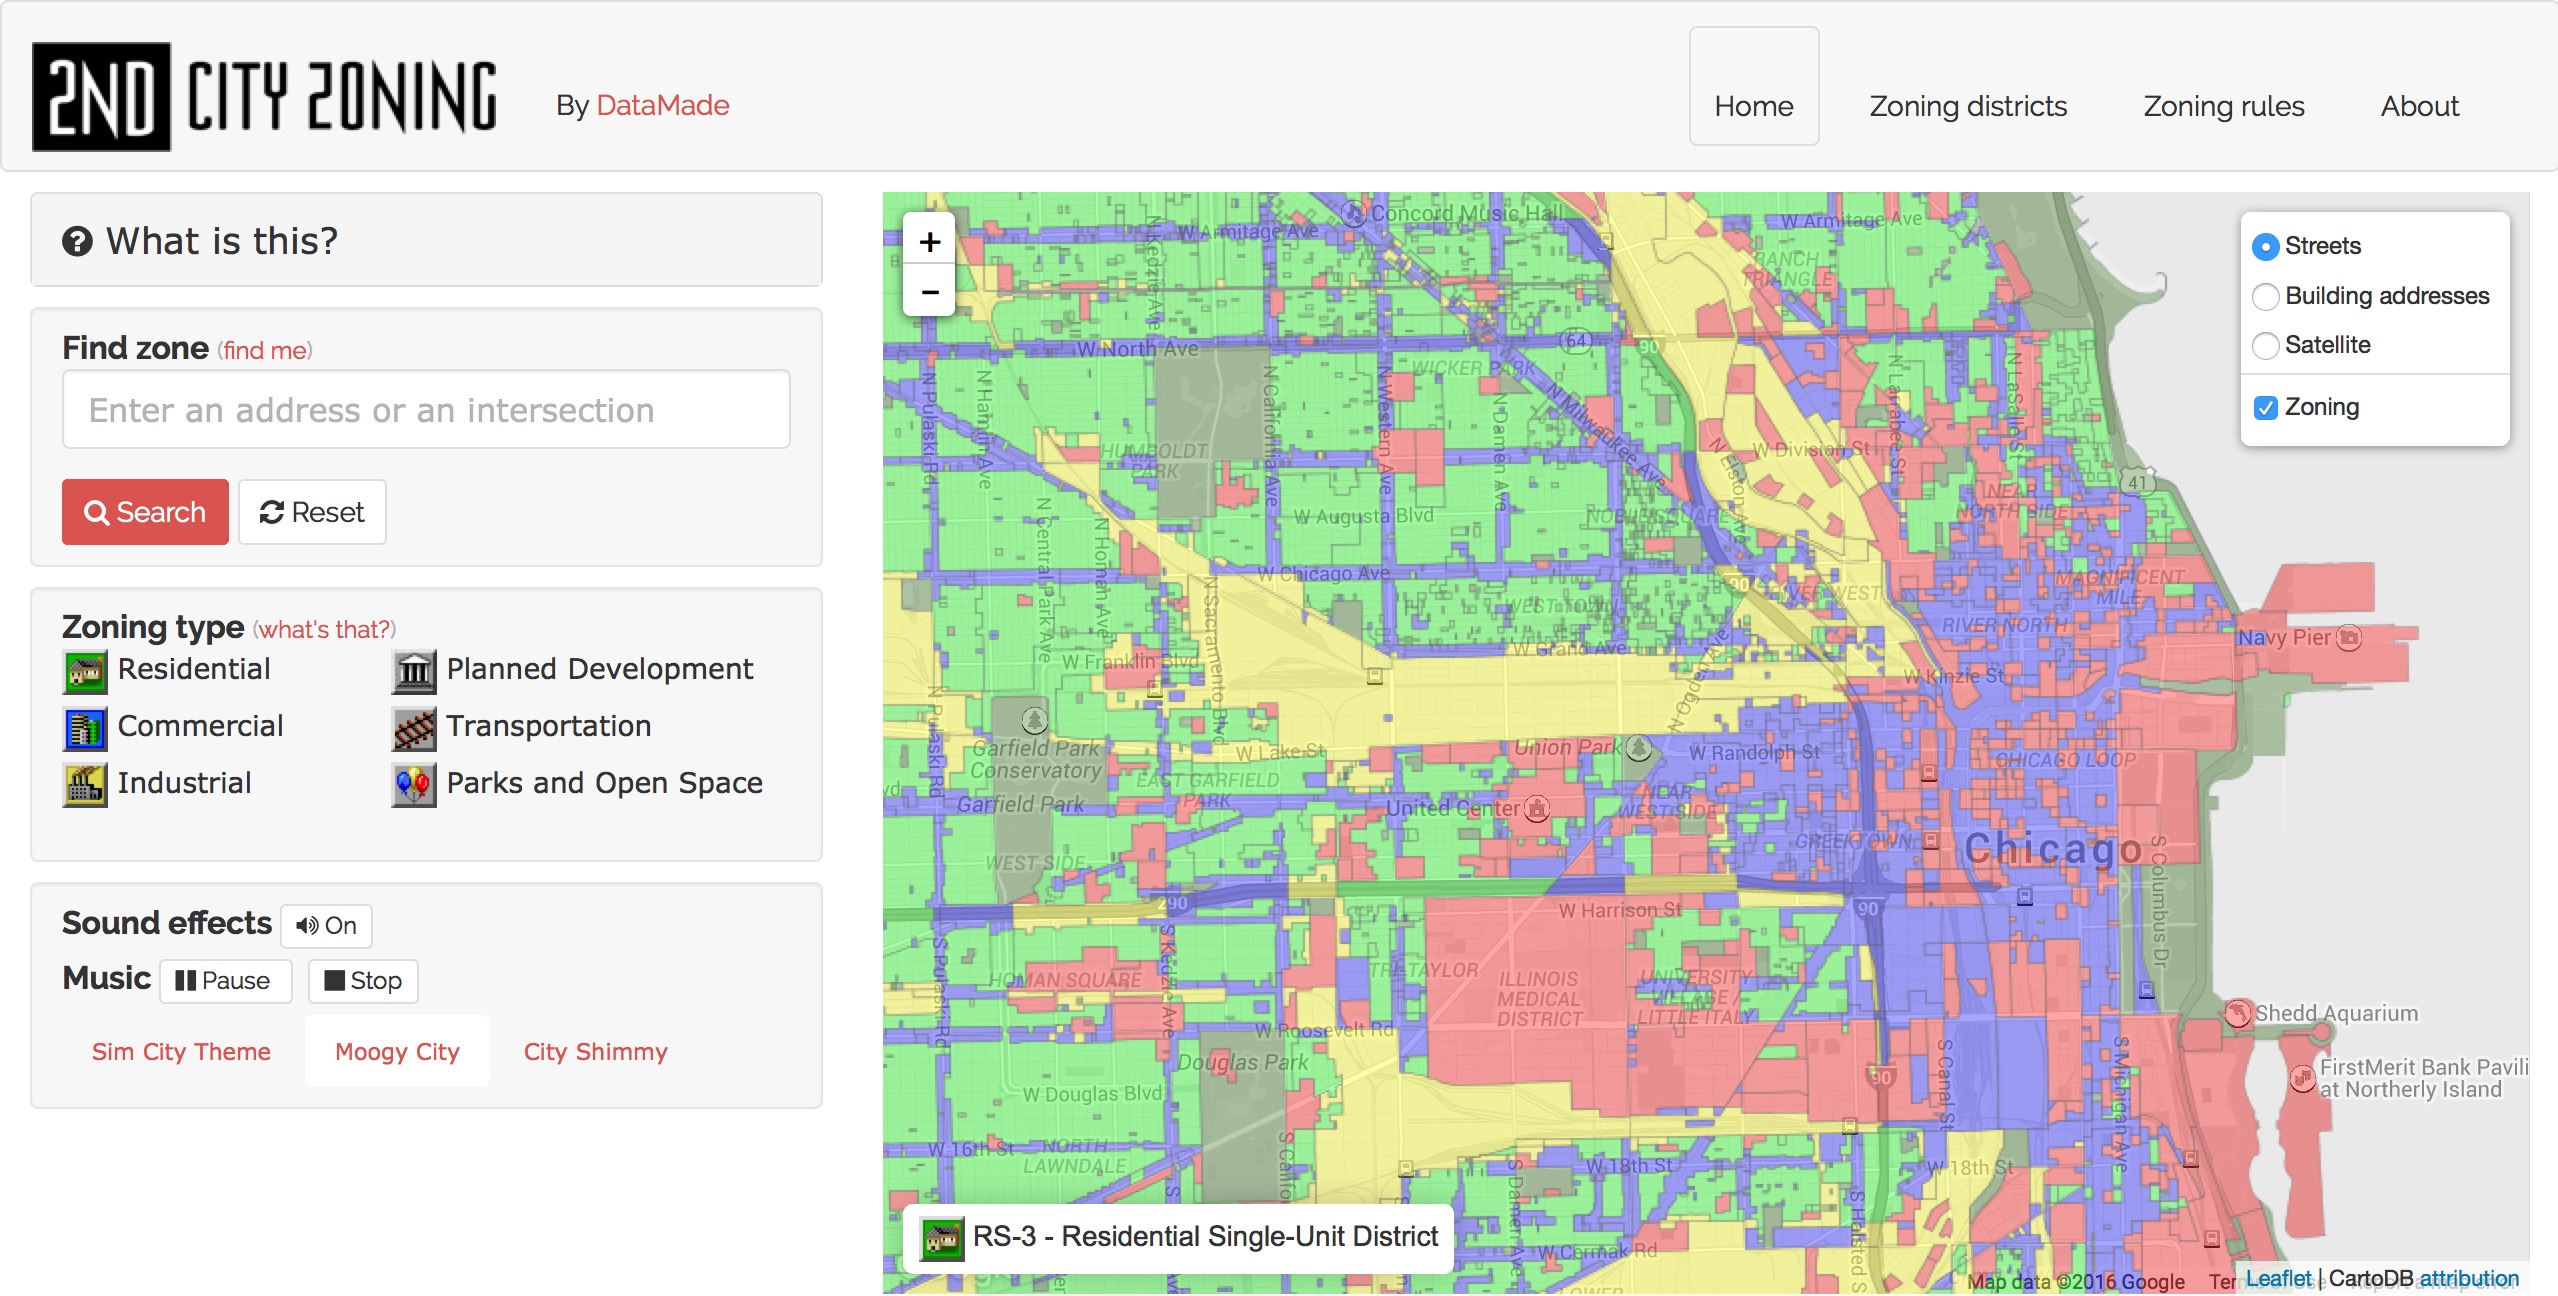 2ND CITY ZONING
By DataMade
Home
Zoning districts
Zoning rules
About
What is this?
Find zone (find me)
Enter an address or an intersection
Search
Reset
Zoning type (what's that?)
Residential
Planned Development
Commercial
Transportation
Industrial
Parks and Open Space
Sound effects
On
Music
Pause
Stop
Sim City Theme
Moogy City
City Shimmy
+
−
Streets
Building addresses
Satellite
Zoning
Concord Music Hall
W Armitage Ave
W Armitage Ave
RANCH
TRIANGLE
N Kedzie Ave
W North Ave
64
90
WICKER PARK
N Pulaski Rd
N Hamlin Ave
N California Ave
N Western Ave
N Damen Ave
N Milwaukee Ave
N Larrabee St
N LaSalle St
HUMBOLDT
PARK
W Division St
N Elston Ave
41
NEAR
NORTH SIDE
W Augusta Blvd
NOBLE SQUARE
N Central Park Ave
N Homan Ave
W Chicago Ave
90
RIVER WEST
MAGNIFICENT
MILE
WEST TOWN
N Sacramento Blvd
RIVER NORTH
Navy Pier
W Grand Ave
W Franklin Blvd
W Kinzie St
N Ogden Ave
N Pulaski Rd
Garfield Park
Conservatory
W Lake St
Union Park
W Randolph St
CHICAGO LOOP
EAST GARFIELD
PARK
Garfield Park
United Center
NEAR
WEST SIDE
GREEKTOWN
Chicago
WEST SIDE
S Columbus Dr
290
W Harrison St
90
S Pulaski Rd
S Kedzie Ave
HOMAN SQUARE
TRI-TAYLOR
ILLINOIS
MEDICAL
DISTRICT
UNIVERSITY
VILLAGE /
LITTLE ITALY
W Roosevelt Rd
Shedd Aquarium
Douglas Park
W Douglas Blvd
90
S Canal St
S Michigan Ave
FirstMerit Bank Pavili
at Northerly Island
W 16th St
NORTH
LAWNDALE
W 18th St
W 18th St
S Damen Ave
S Halsted S
W Cermak Rd
RS-3 - Residential Single-Unit District
LOWER
Map data ©2016 Google
Leaflet | CartoDB attribution